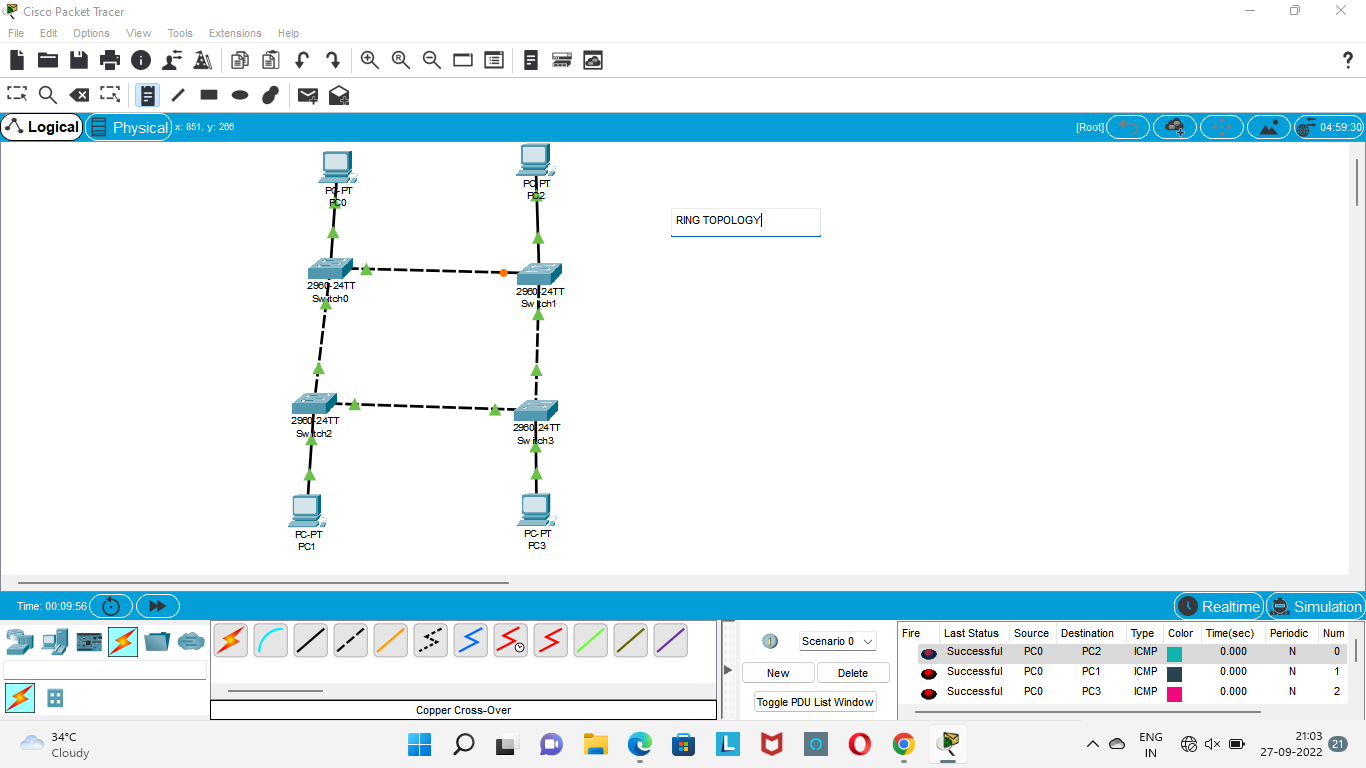 Cisco Packet Tracer
File Edit Options View Tools Extensions Help
Logical Physical x: 851, y: 266 [Root] 04:59:30
PC-PT
PC0
PC-PT
PC2
RING TOPOLOGY
2960-24TT
Switch0
2960-24TT
Switch1
2960-24TT
Switch2
2960-24TT
Switch3
PC-PT
PC1
PC-PT
PC3
Time: 00:09:56 Realtime Simulation
Scenario 0
New Delete
Toggle PDU List Window
Fire Last Status Source Destination Type Color Time(sec) Periodic Num
Successful PC0 PC2 ICMP 0.000 N 0
Successful PC0 PC1 ICMP 0.000 N 1
Successful PC0 PC3 ICMP 0.000 N 2
Copper Cross-Over
34°C
Cloudy
ENG
IN
21:03
27-09-2022
21